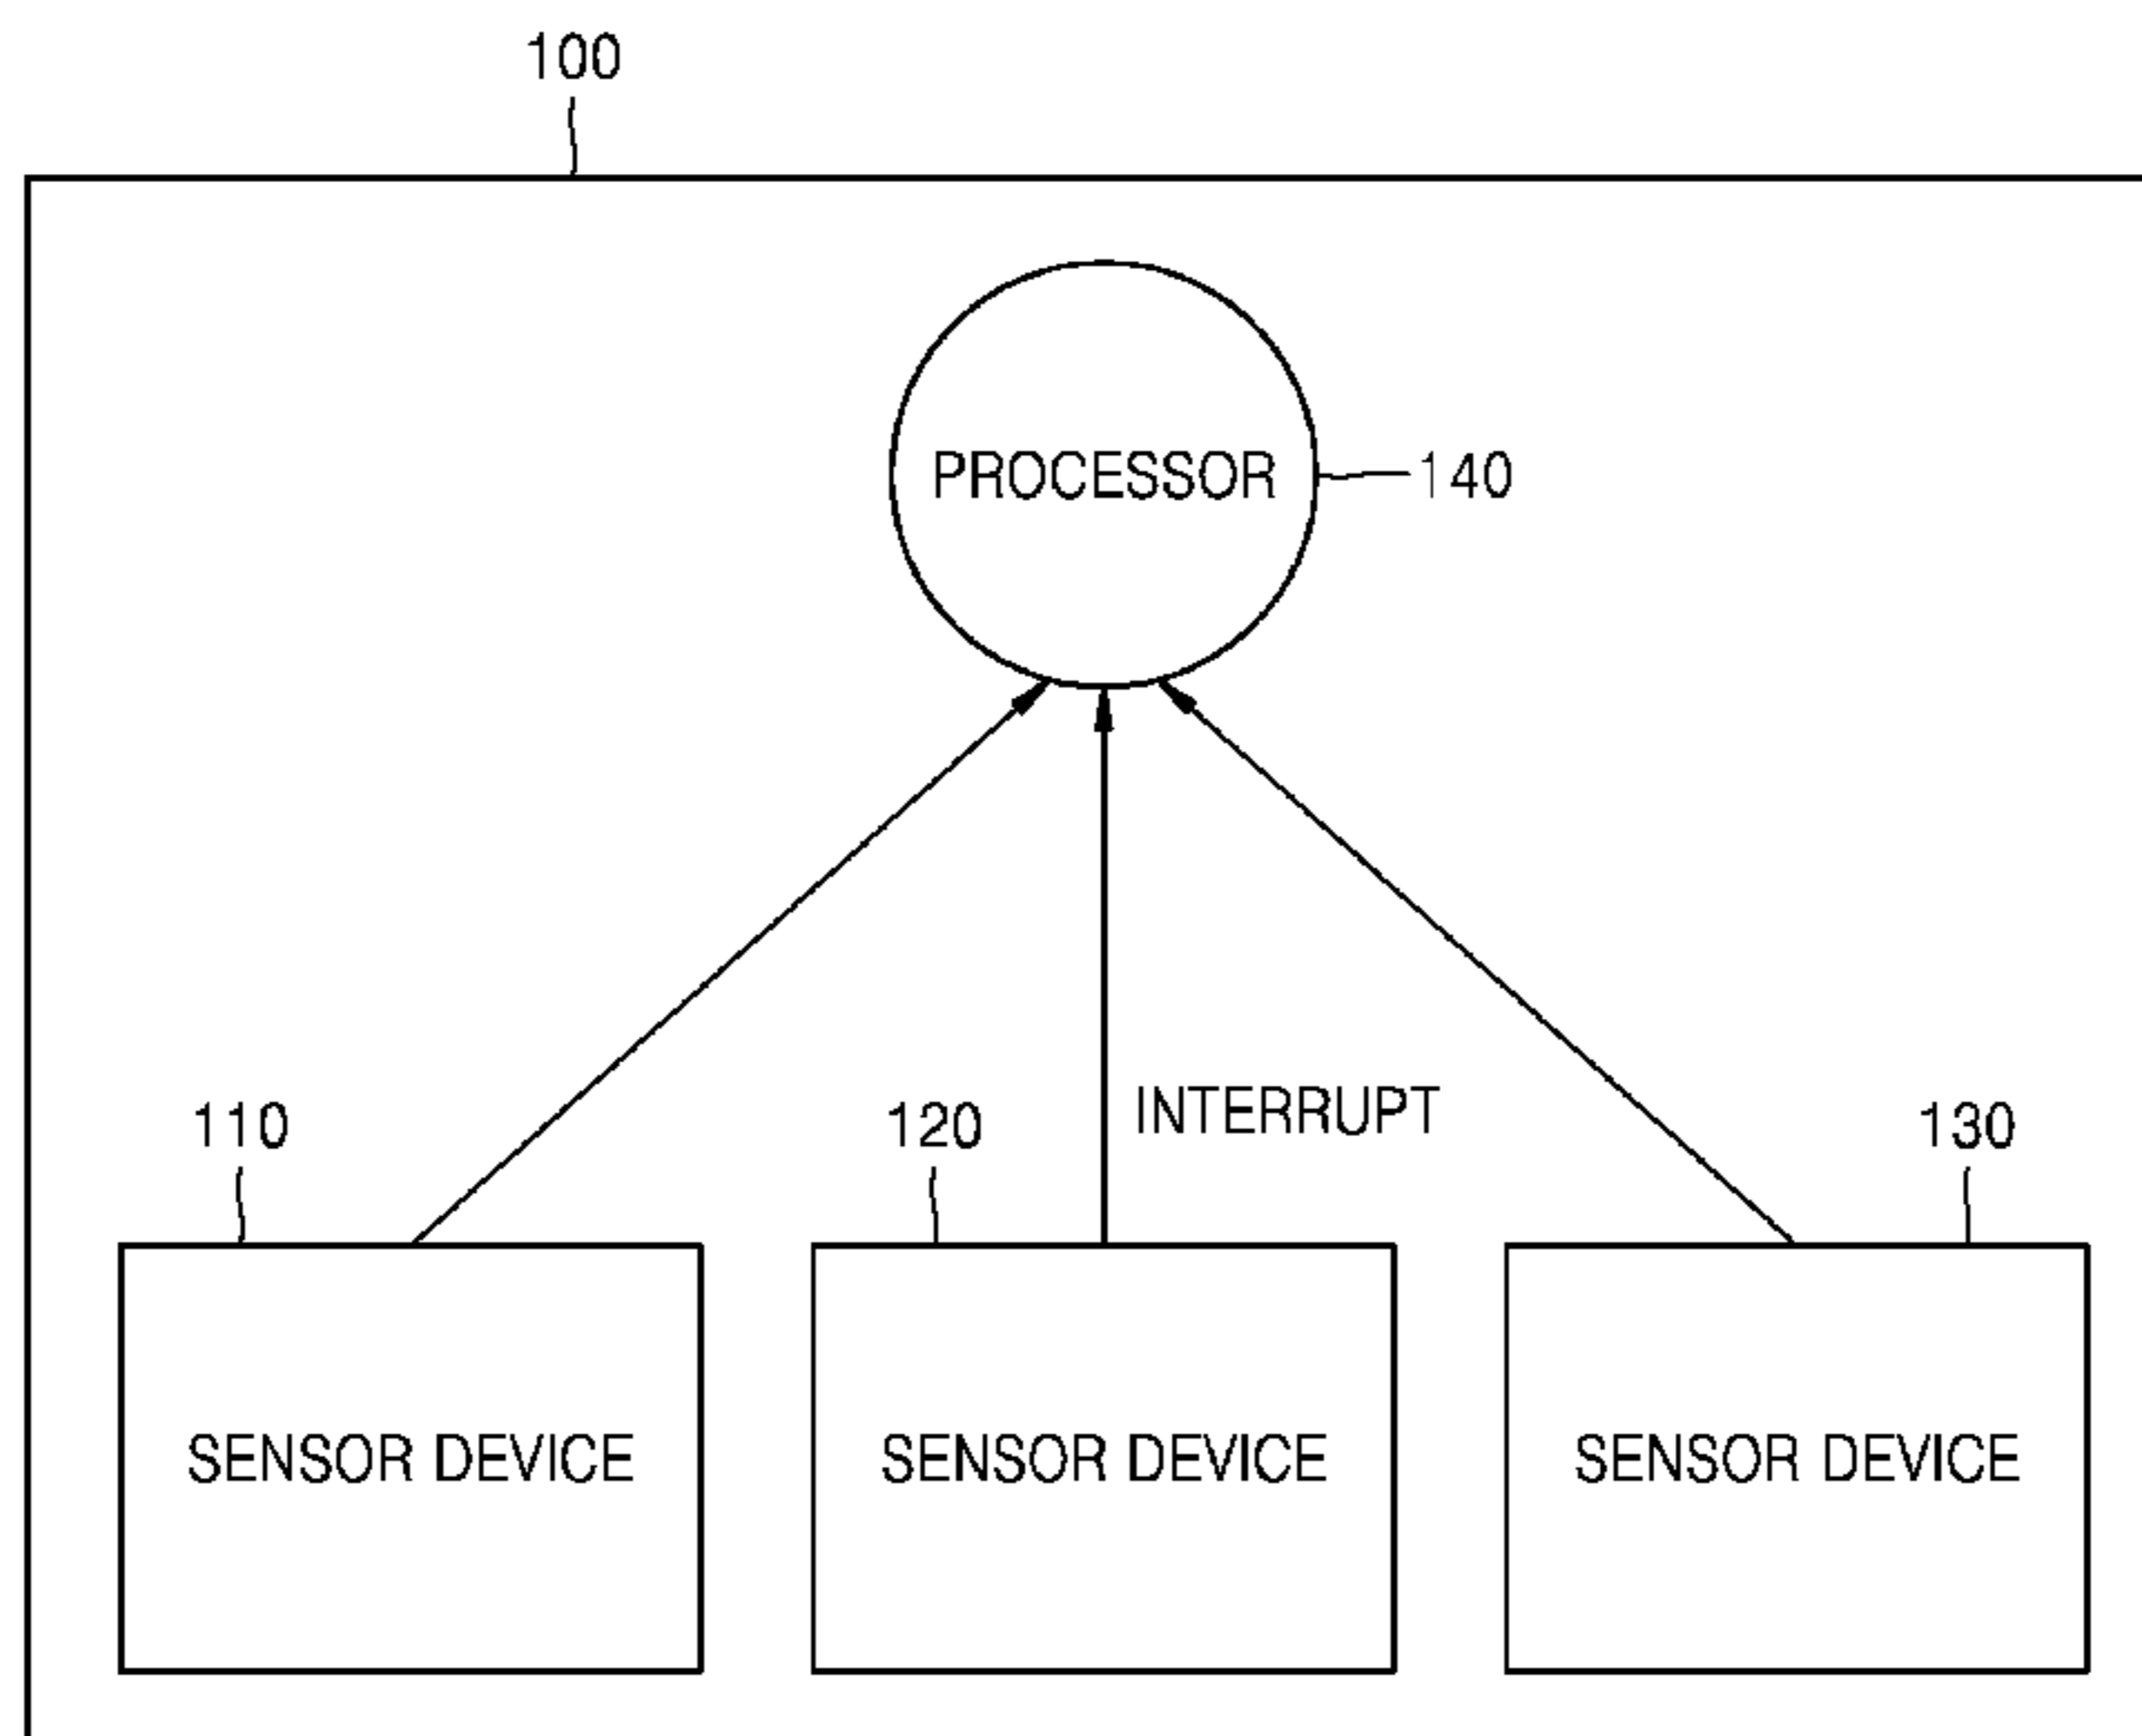 100
PROCESSOR
140
INTERRUPT
110
120
130
SENSOR DEVICE
SENSOR DEVICE
SENSOR DEVICE